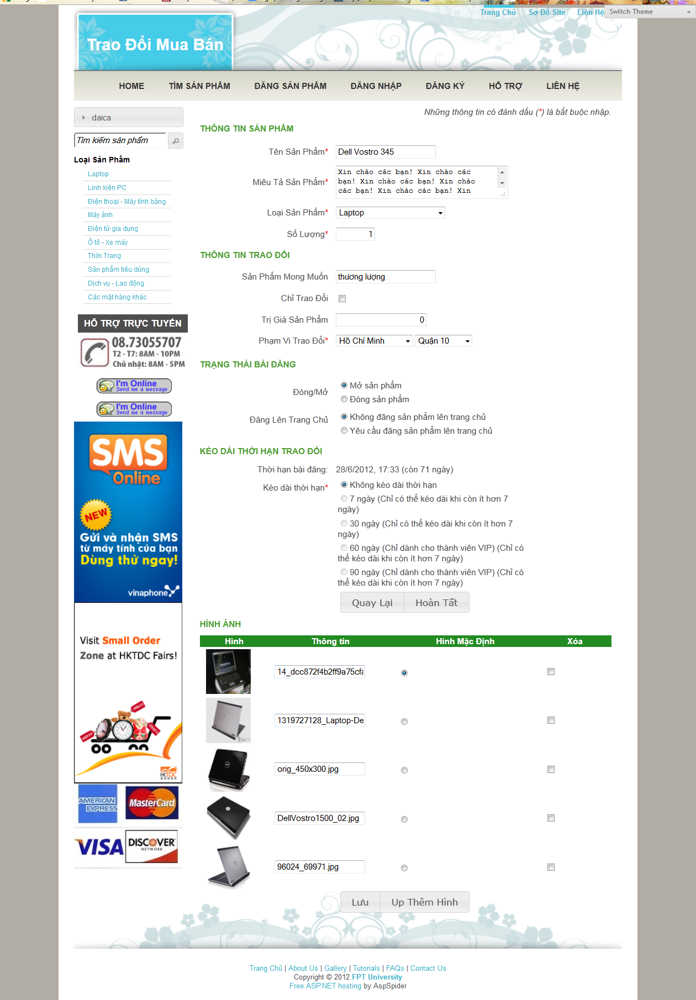 Trang Chủ Sơ Đồ Site Liên Hệ Switch Theme
Trao Đổi Mua Bán
HOME TÌM SẢN PHẨM ĐĂNG SẢN PHẨM ĐĂNG NHẬP ĐĂNG KÝ HỖ TRỢ LIÊN HỆ
daica
Tìm kiếm sản phẩm
Loại Sản Phẩm
Laptop
Linh kiện PC
Điện thoại - Máy tính bảng
Máy ảnh
Điện tử gia dụng
Ô tô - Xe máy
Thời Trang
Sản phẩm tiêu dùng
Dịch vụ - Lao động
Các mặt hàng khác
HỖ TRỢ TRỰC TUYẾN
08.73055707
T2 - T7: 8AM - 10PM
Chủ nhật: 8AM - 5PM
I'm Online
Send me a message
I'm Online
Send me a message
SMS
Online
NEW
Gửi và nhận SMS
từ máy tính của bạn
Dùng thử ngay!
vinaphone
Visit Small Order
Zone at HKTDC Fairs!
HKTDC
AMERICAN EXPRESS
MasterCard
VISA
DISCOVER
NETWORK
Những thông tin có đánh dấu (*) là bắt buộc nhập.
THÔNG TIN SẢN PHẨM
Tên Sản Phẩm* Dell Vostro 345
Miêu Tả Sản Phẩm* Xin chào các bạn! Xin chào các
bạn! Xin chào các bạn! Xin chào
các bạn! Xin chào các bạn! Xin
Loại Sản Phẩm* Laptop
Số Lượng* 1
THÔNG TIN TRAO ĐỔI
Sản Phẩm Mong Muốn thương lượng
Chỉ Trao Đổi
Trị Giá Sản Phẩm 0
Phạm Vi Trao Đổi* Hồ Chí Minh Quận 10
TRẠNG THÁI BÀI ĐĂNG
Đóng/Mở
Mở sản phẩm
Đóng sản phẩm
Đăng Lên Trang Chủ
Không đăng sản phẩm lên trang chủ
Yêu cầu đăng sản phẩm lên trang chủ
KÉO DÀI THỜI HẠN TRAO ĐỔI
Thời hạn bài đăng: 28/6/2012, 17:33 (còn 71 ngày)
Kéo dài thời hạn*
Không kéo dài thời hạn
7 ngày (Chỉ có thể kéo dài khi còn ít hơn 7
ngày)
30 ngày (Chỉ có thể kéo dài khi còn ít hơn 7
ngày)
60 ngày (Chỉ dành cho thành viên VIP) (Chỉ có
thể kéo dài khi còn ít hơn 7 ngày)
90 ngày (Chỉ dành cho thành viên VIP) (Chỉ có
thể kéo dài khi còn ít hơn 7 ngày)
Quay Lại Hoàn Tất
HÌNH ẢNH
Hình Thông tin Hình Mặc Định Xóa
14_dcc872f4b2ff9a75cfa
1319727128_Laptop-De
orig_450x300.jpg
DellVostro1500_02.jpg
96024_69971.jpg
Lưu Up Thêm Hình
Trang Chủ | About Us | Gallery | Tutorials | FAQs | Contact Us
Copyright © 2012 FPT University
Free ASP.NET hosting by AspSpider